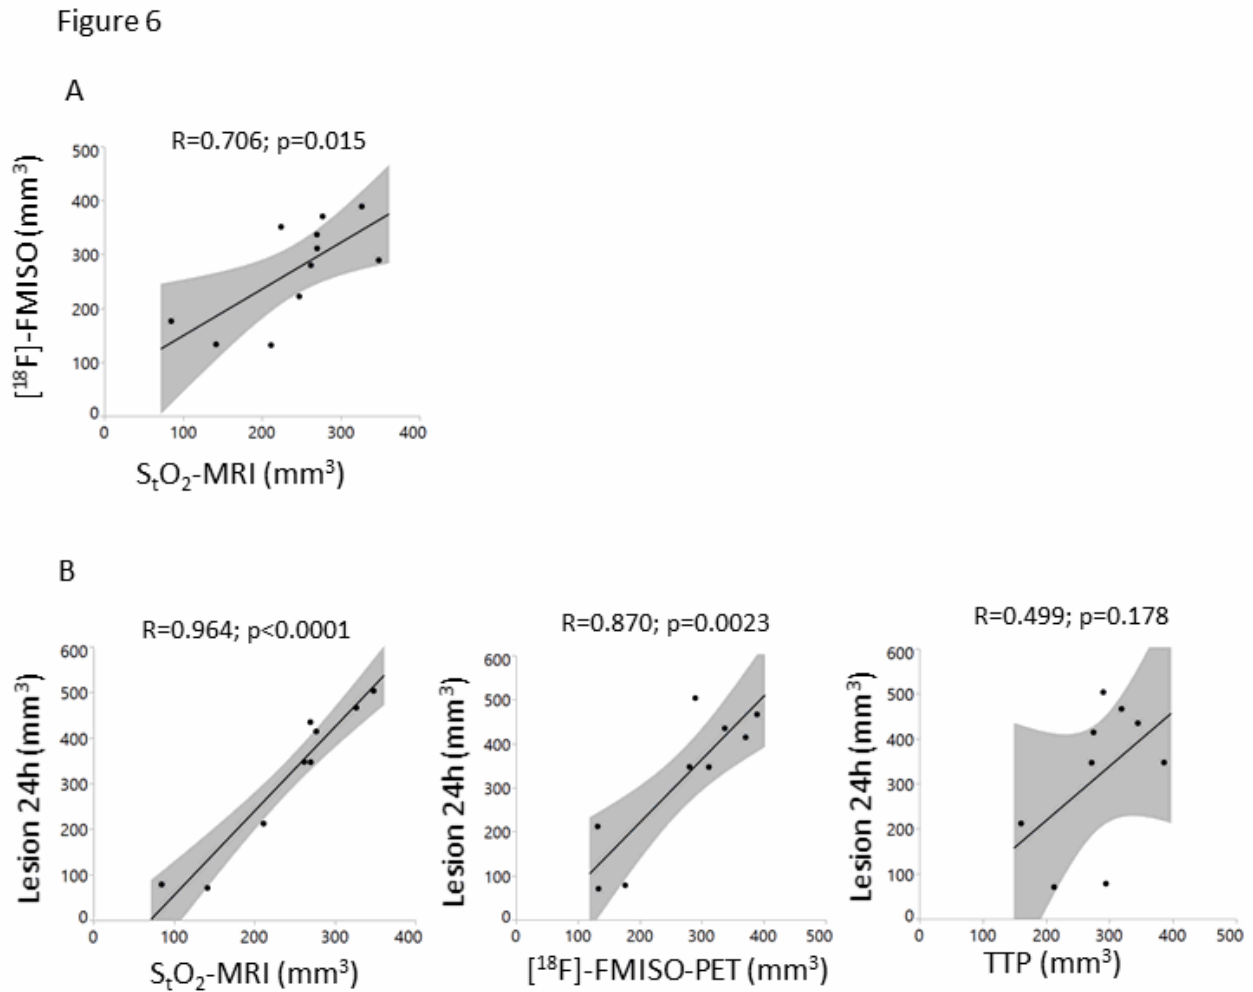 Figure 6
A
R=0.706; p=0.015
[¹⁸F]-FMISO (mm³)
500
400
300
200
100
0
0 100 200 300 400
SₜO₂-MRI (mm³)
B
R=0.964; p<0.0001
Lesion 24h (mm³)
600
500
400
300
200
100
0
0 100 200 300 400
SₜO₂-MRI (mm³)
R=0.870; p=0.0023
Lesion 24h (mm³)
600
500
400
300
200
100
0
0 100 200 300 400 500
[¹⁸F]-FMISO-PET (mm³)
R=0.499; p=0.178
Lesion 24h (mm³)
600
500
400
300
200
100
0
0 100 200 300 400 500
TTP (mm³)